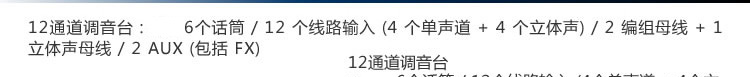 12通道调音台： 6个话筒 / 12 个线路输入 (4 个单声道 + 4 个立体声) / 2 编组母线 + 1
立体声母线 / 2 AUX (包括 FX)
12通道调音台